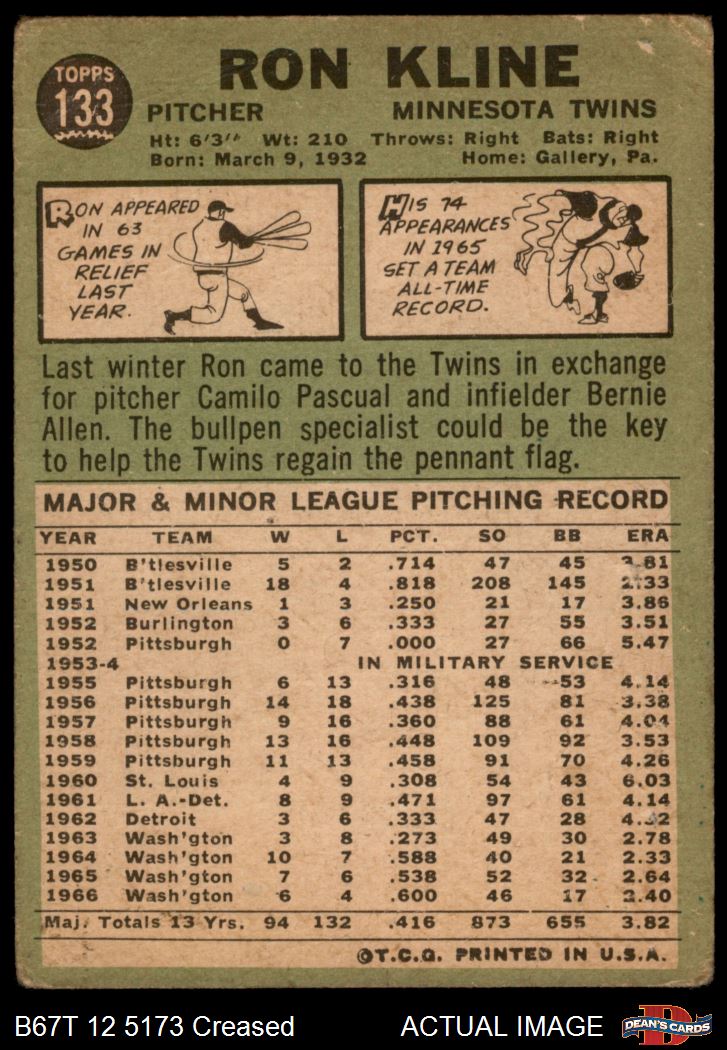 TOPPS
133
RON KLINE
PITCHER MINNESOTA TWINS
Ht: 6'3" Wt: 210 Throws: Right Bats: Right
Born: March 9, 1932 Home: Gallery, Pa.
RON APPEARED
IN 63
GAMES IN
RELIEF
LAST
YEAR.
HIS 74
APPEARANCES
IN 1965
SET A TEAM
ALL-TIME
RECORD.
Last winter Ron came to the Twins in exchange
for pitcher Camilo Pascual and infielder Bernie
Allen. The bullpen specialist could be the key
to help the Twins regain the pennant flag.
MAJOR & MINOR LEAGUE PITCHING RECORD
YEAR TEAM W L PCT. SO BB ERA
1950 B'tlesville 5 2 .714 47 45 3.81
1951 B'tlesville 18 4 .818 208 145 2.33
1951 New Orleans 1 3 .250 21 17 3.86
1952 Burlington 3 6 .333 27 55 3.51
1952 Pittsburgh 0 7 .000 27 66 5.47
1953-4 IN MILITARY SERVICE
1955 Pittsburgh 6 13 .316 48 53 4.14
1956 Pittsburgh 14 18 .438 125 81 3.38
1957 Pittsburgh 9 16 .360 88 61 4.04
1958 Pittsburgh 13 16 .448 109 92 3.53
1959 Pittsburgh 11 13 .458 91 70 4.26
1960 St. Louis 4 9 .308 54 43 6.03
1961 L. A.-Det. 8 9 .471 97 61 4.14
1962 Detroit 3 6 .333 47 28
1963 Wash'gton 3 8 .273 49 30 2.78
1964 Wash'gton 10 7 .588 40 21 2.33
1965 Wash'gton 7 6 .538 52 32 2.64
1966 Wash'gton 6 4 .600 46 17 2.40
Maj. Totals 13 Yrs. 94 132 .416 873 655 3.82
©T.C.G. PRINTED IN U.S.A.
B67T 12 5173 Creased ACTUAL IMAGE
D
DEAN'S CARDS